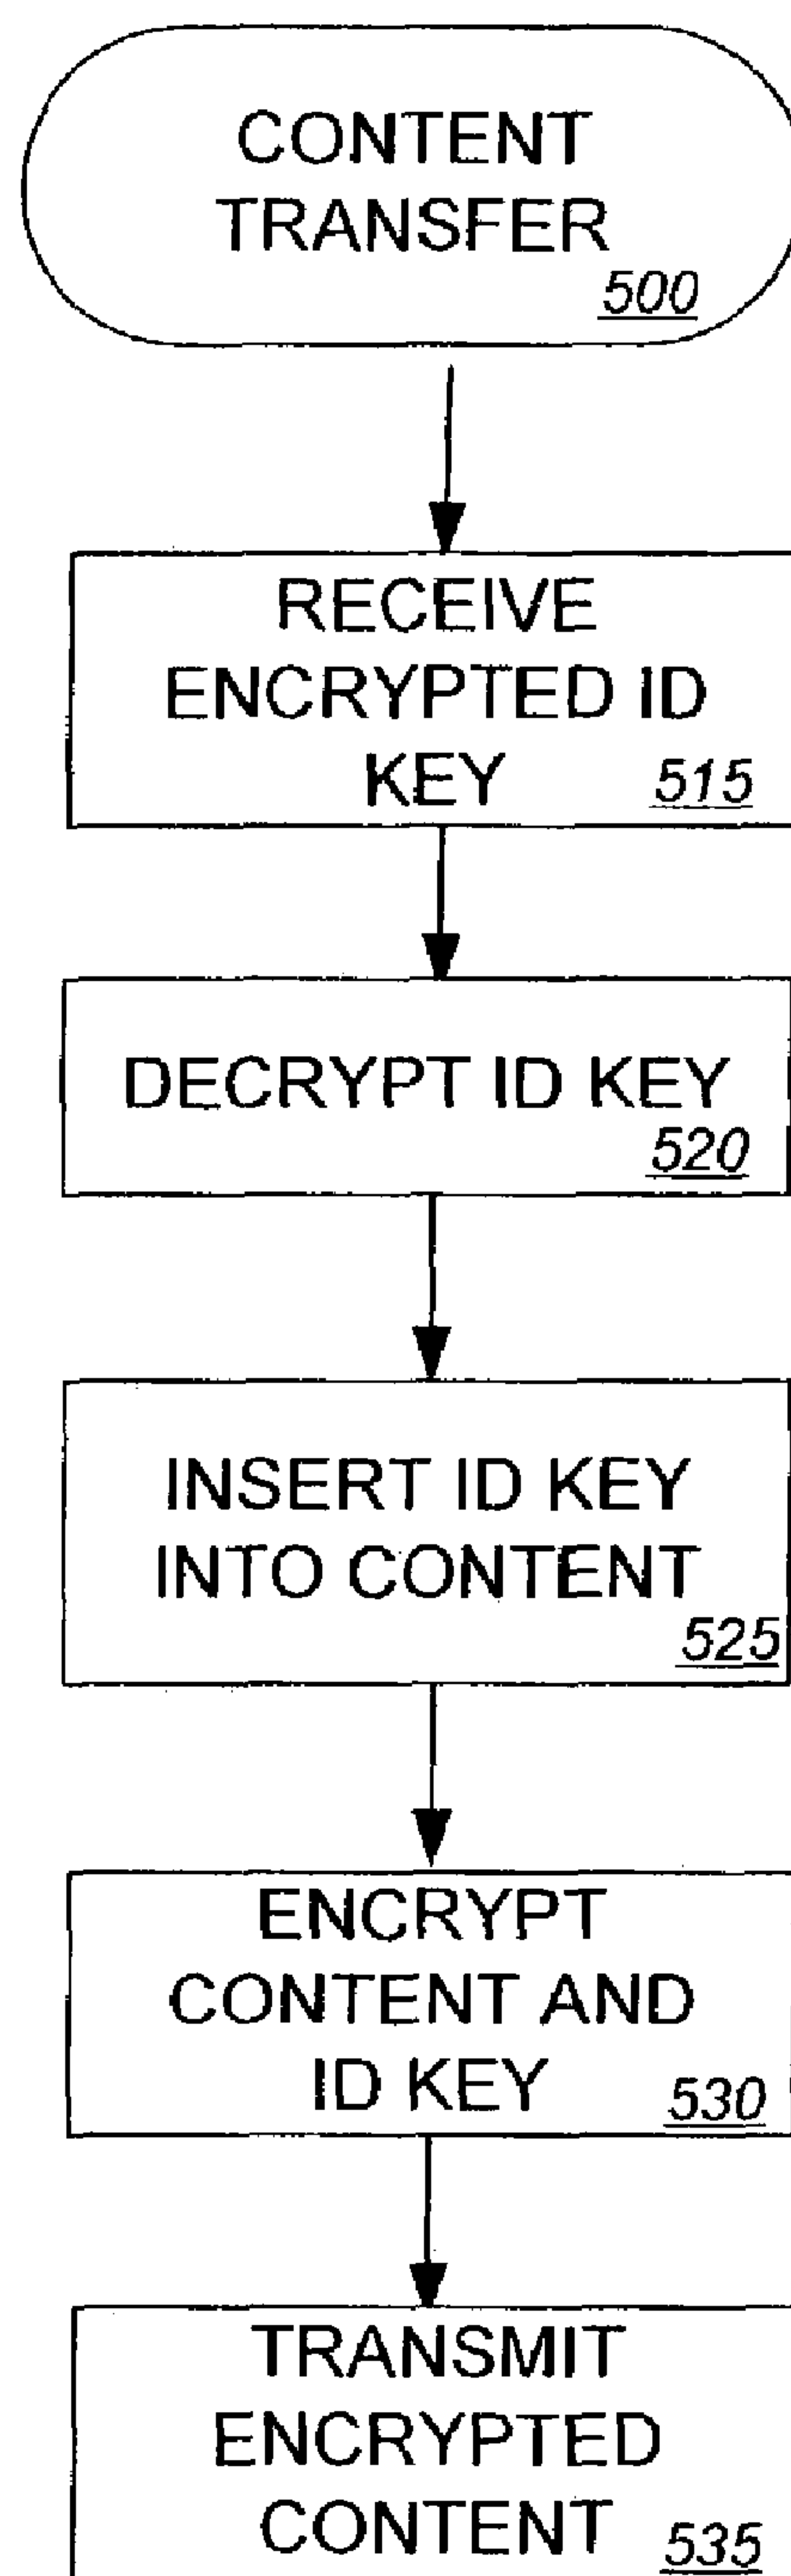 CONTENT
TRANSFER
500
RECEIVE
ENCRYPTED ID
KEY 515
DECRYPT ID KEY
520
INSERT ID KEY
INTO CONTENT
525
ENCRYPT
CONTENT AND
ID KEY 530
TRANSMIT
ENCRYPTED
CONTENT 535